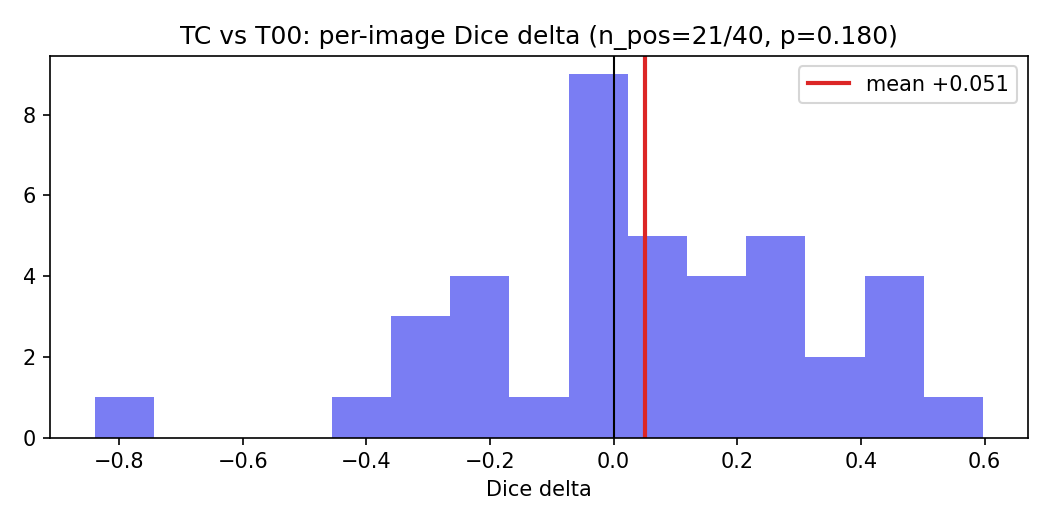 TC vs T00: per-image Dice delta (n_pos=21/40, p=0.180)
mean +0.051
8
6
4
2
0
−0.8 −0.6 −0.4 −0.2 0.0 0.2 0.4 0.6
Dice delta